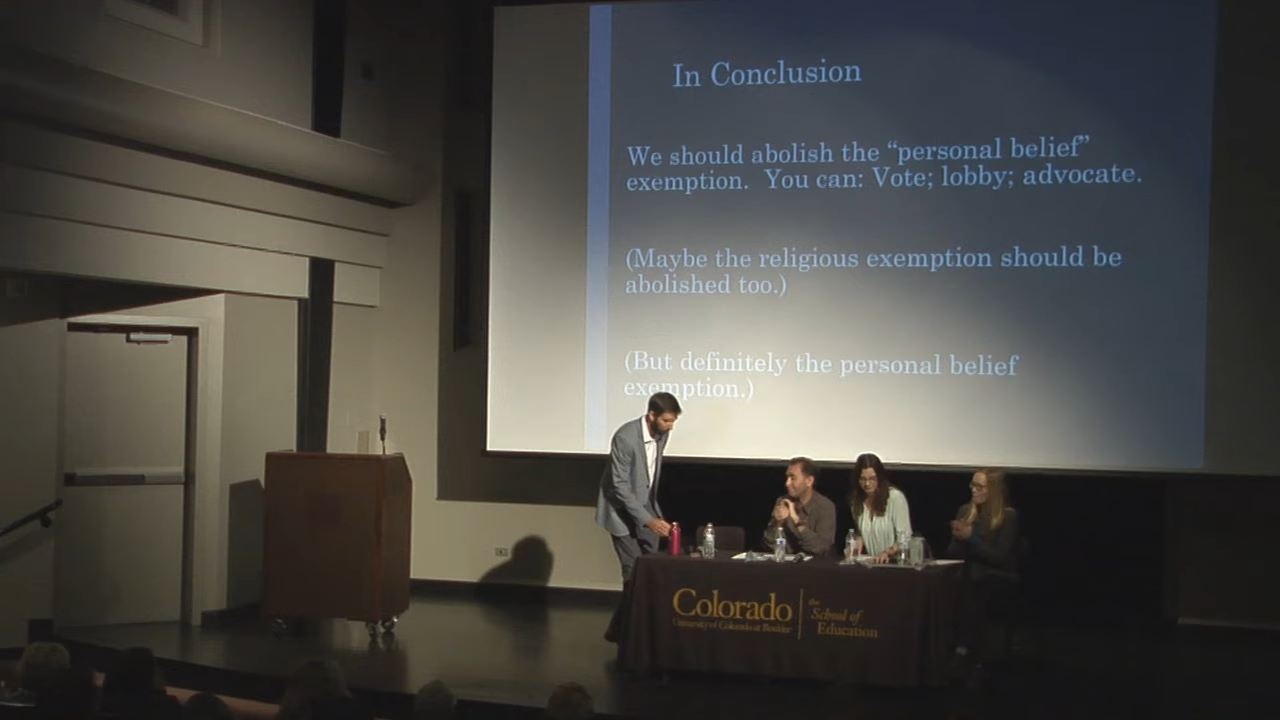 In Conclusion
We should abolish the “personal belief”
exemption.  You can: Vote; lobby; advocate.
(Maybe the religious exemption should be
abolished too.)
(But definitely the personal belief
exemption.)
Colorado
University of Colorado at Boulder
the
School of
Education